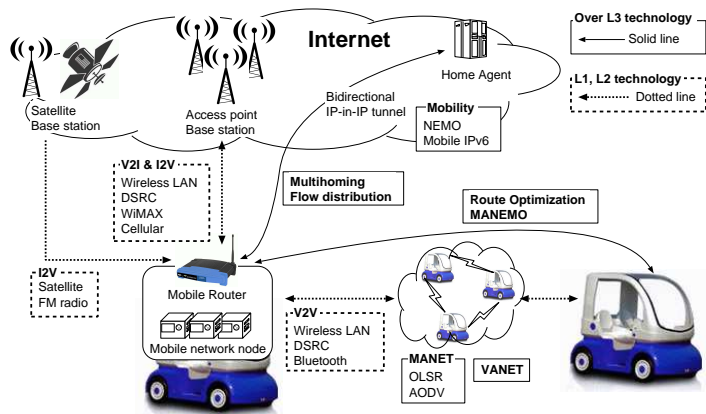 Internet
Over L3 technology
Solid line
L1, L2 technology
Dotted line
Home Agent
Satellite
Base station
Access point
Base station
Bidirectional
IP-in-IP tunnel
Mobility
NEMO
Mobile IPv6
V2I & I2V
Wireless LAN
DSRC
WiMAX
Cellular
Multihoming
Flow distribution
Route Optimization
MANEMO
I2V
Satellite
FM radio
Mobile Router
Mobile network node
V2V
Wireless LAN
DSRC
Bluetooth
MANET
OLSR
AODV
VANET